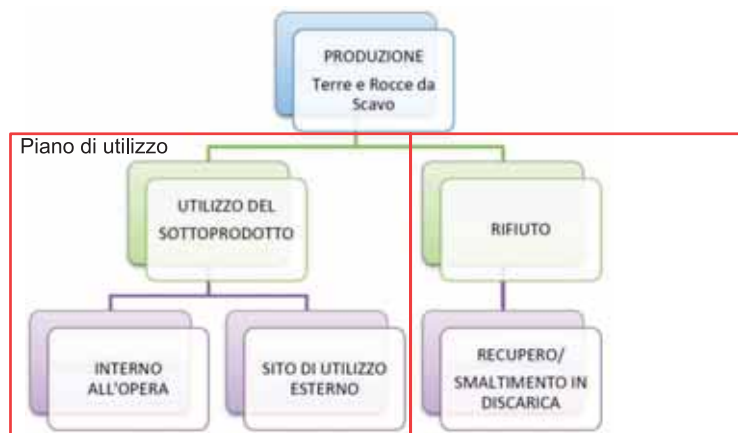 PRODUZIONE
Terre e Rocce da
Scavo
Piano di utilizzo
UTILIZZO DEL
SOTTOPRODOTTO
RIFIUTO
INTERNO
ALL'OPERA
SITO DI UTILIZZO
ESTERNO
RECUPERO/
SMALTIMENTO IN
DISCARICA